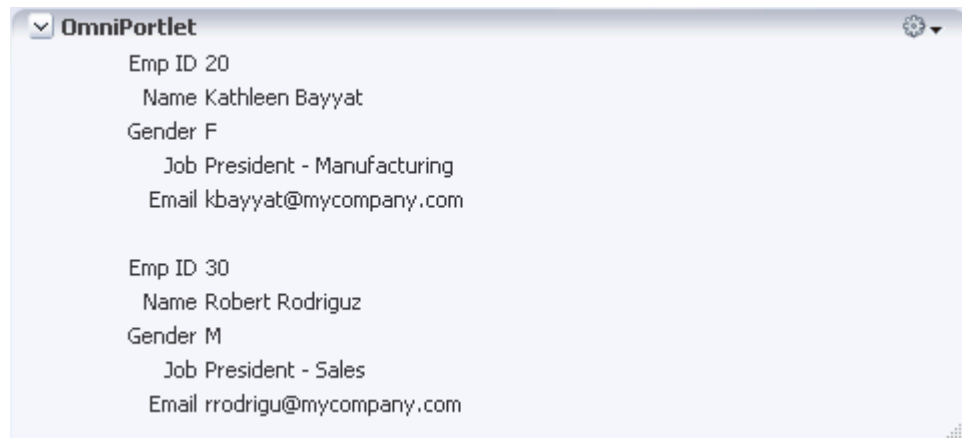 OmniPortlet
Emp ID 20
Name Kathleen Bayyat
Gender F
Job President - Manufacturing
Email kbayyat@mycompany.com
Emp ID 30
Name Robert Rodriguz
Gender M
Job President - Sales
Email rrodrigu@mycompany.com